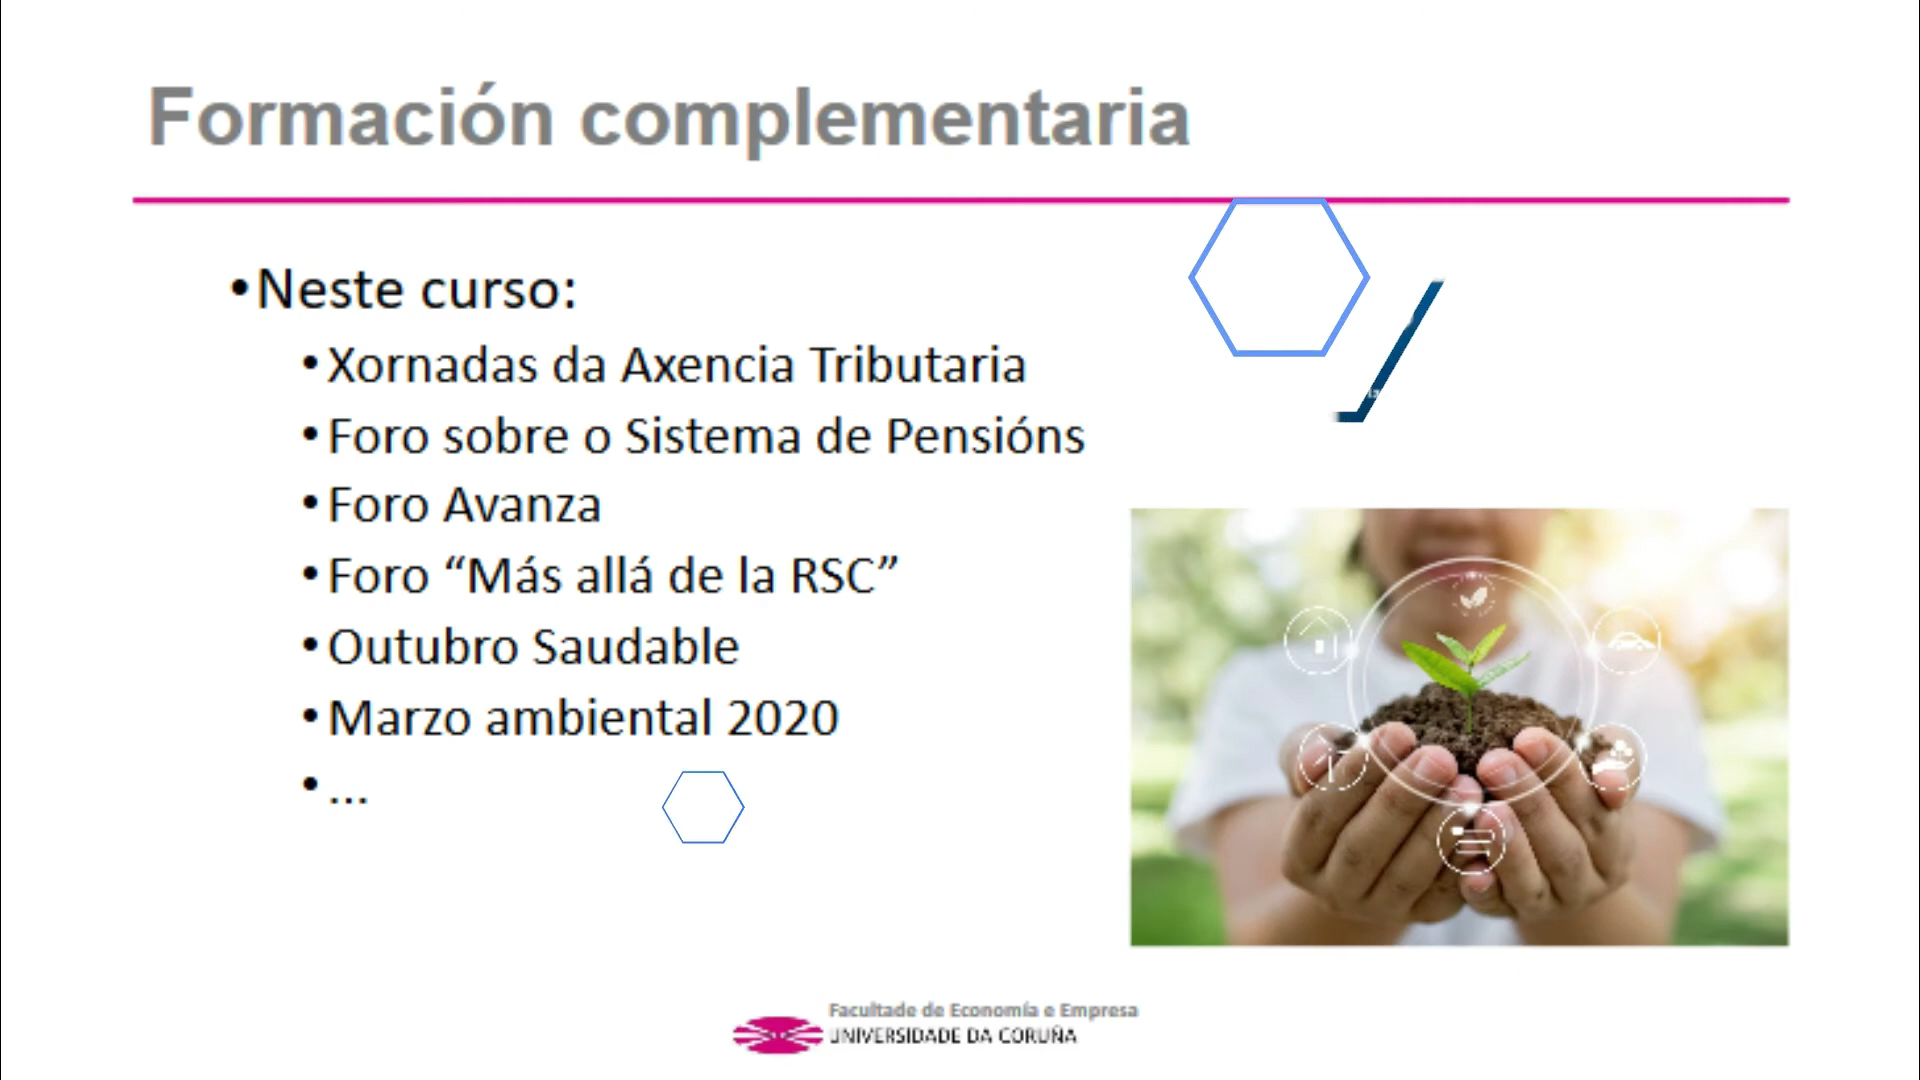 Formación complementaria
•Neste curso:
•Xornadas da Axencia Tributaria
•Foro sobre o Sistema de Pensións
•Foro Avanza
•Foro “Más allá de la RSC”
•Outubro Saudable
•Marzo ambiental 2020
•...
Facultade de Economía e Empresa
UNIVERSIDADE DA CORUÑA